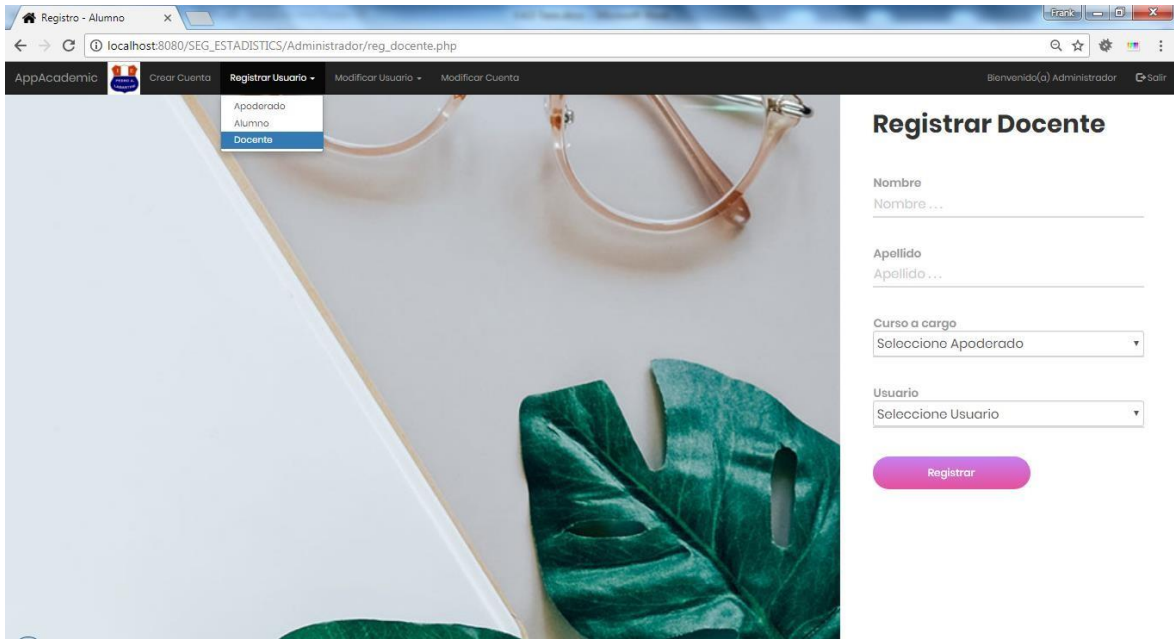 Registro - Alumno
Frank
localhost:8080/SEG_ESTADISTICS/Administrador/reg_docente.php
AppAcademic Crear Cuenta Registrar Usuario Modificar Usuario Modificar Cuenta Bienvenido(a) Administrador Salir
Apoderado
Alumno
Docente
Registrar Docente
Nombre
Nombre . . .
Apellido
Apellido . . .
Curso a cargo
Seleccione Apoderado
Usuario
Seleccione Usuario
Registrar